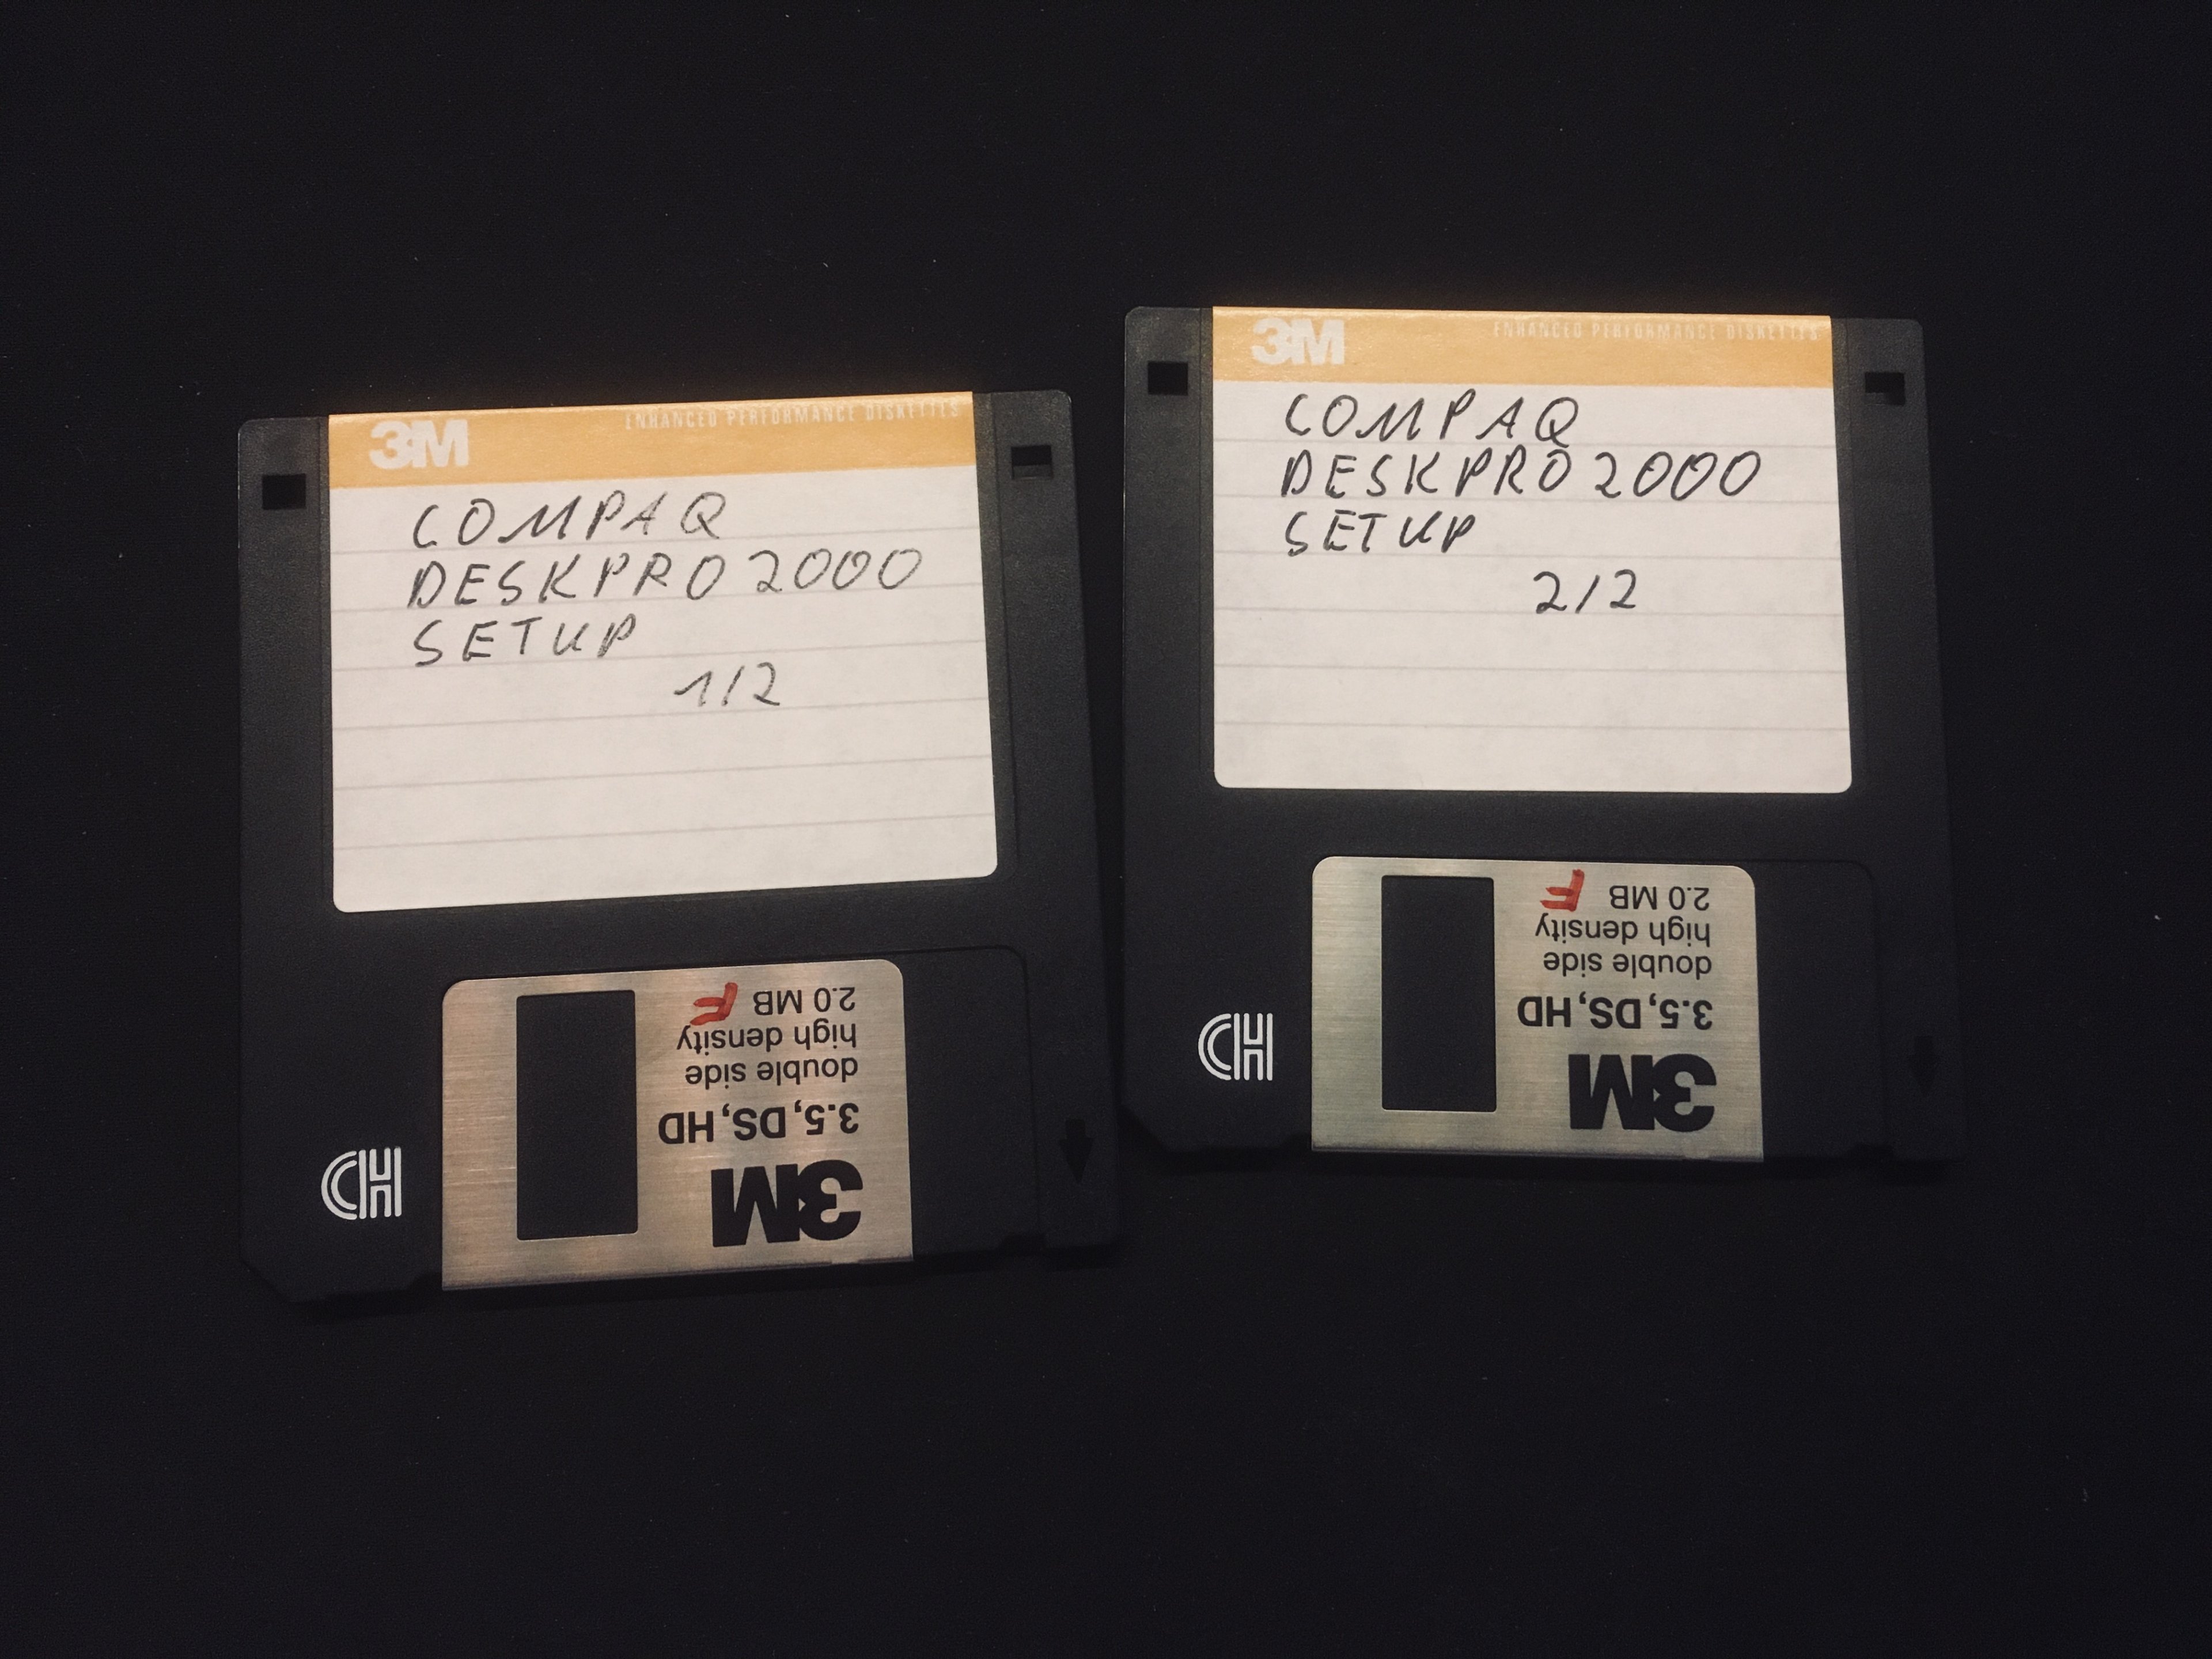 3M ENHANCED PERFORMANCE DISKETTES
COMPAQ
DESKPRO 2000
SETUP
1/2
3M
3.5, DS, HD
double side
high density
2.0 MB F
3M ENHANCED PERFORMANCE DISKETTES
COMPAQ
DESKPRO 2000
SETUP
2/2
3M
3.5, DS, HD
double side
high density
2.0 MB F